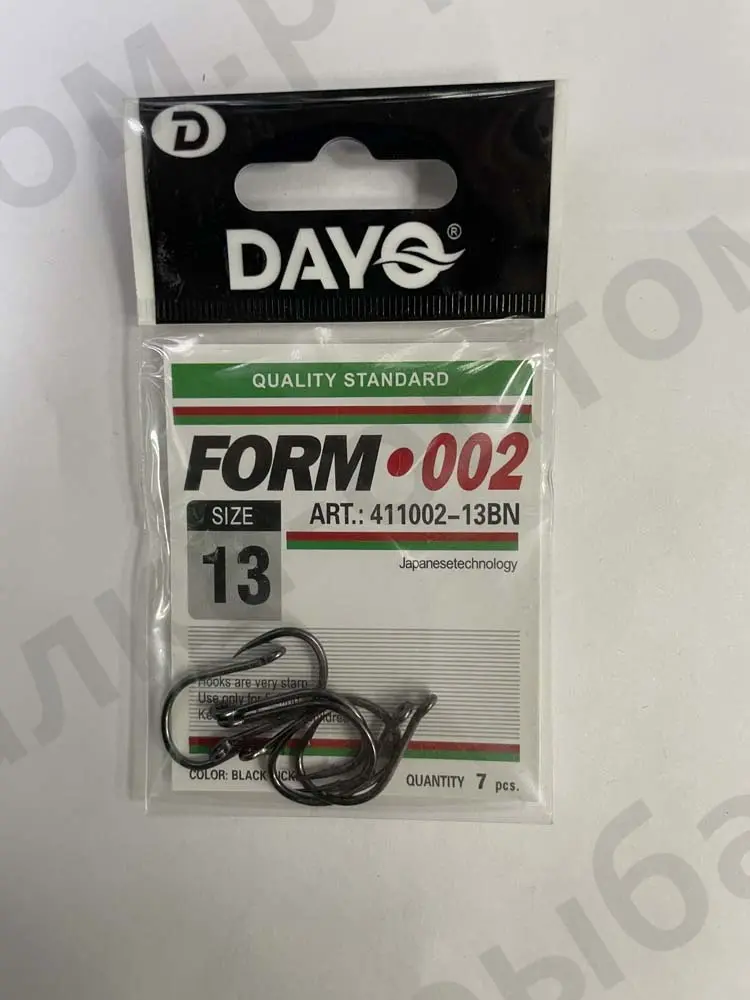 D
DAYO®
QUALITY STANDARD
FORM•002
SIZE
13
ART.: 411002-13BN
Japanesetechnology
Hooks are very sharp
Use only for
COLOR: BLACK
QUANTITY 7 pcs.